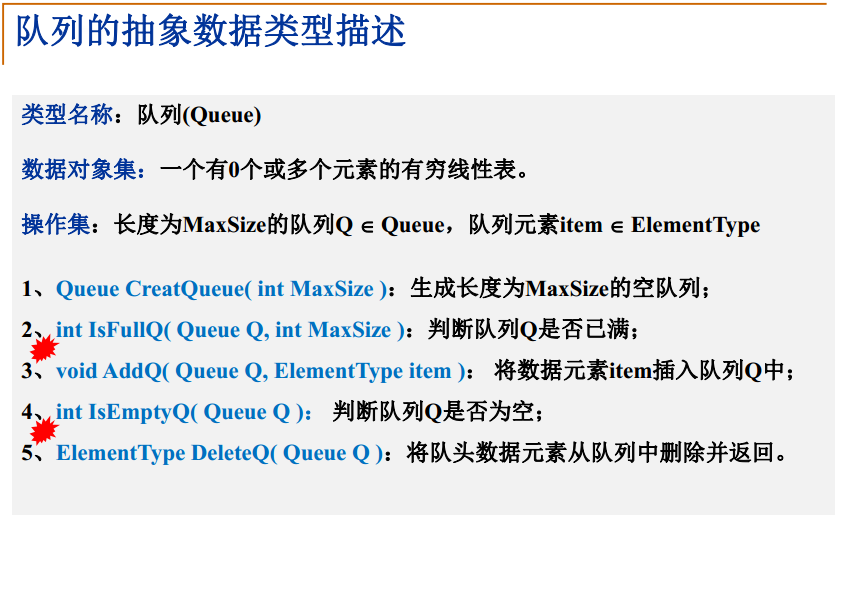 队列的抽象数据类型描述
类型名称：队列(Queue)
数据对象集：一个有0个或多个元素的有穷线性表。
操作集：长度为MaxSize的队列Q ∈ Queue，队列元素item ∈ ElementType
1、Queue CreatQueue( int MaxSize )：生成长度为MaxSize的空队列；
2、int IsFullQ( Queue Q, int MaxSize )：判断队列Q是否已满；
3、void AddQ( Queue Q, ElementType item )： 将数据元素item插入队列Q中；
4、int IsEmptyQ( Queue Q )： 判断队列Q是否为空；
5、ElementType DeleteQ( Queue Q )：将队头数据元素从队列中删除并返回。